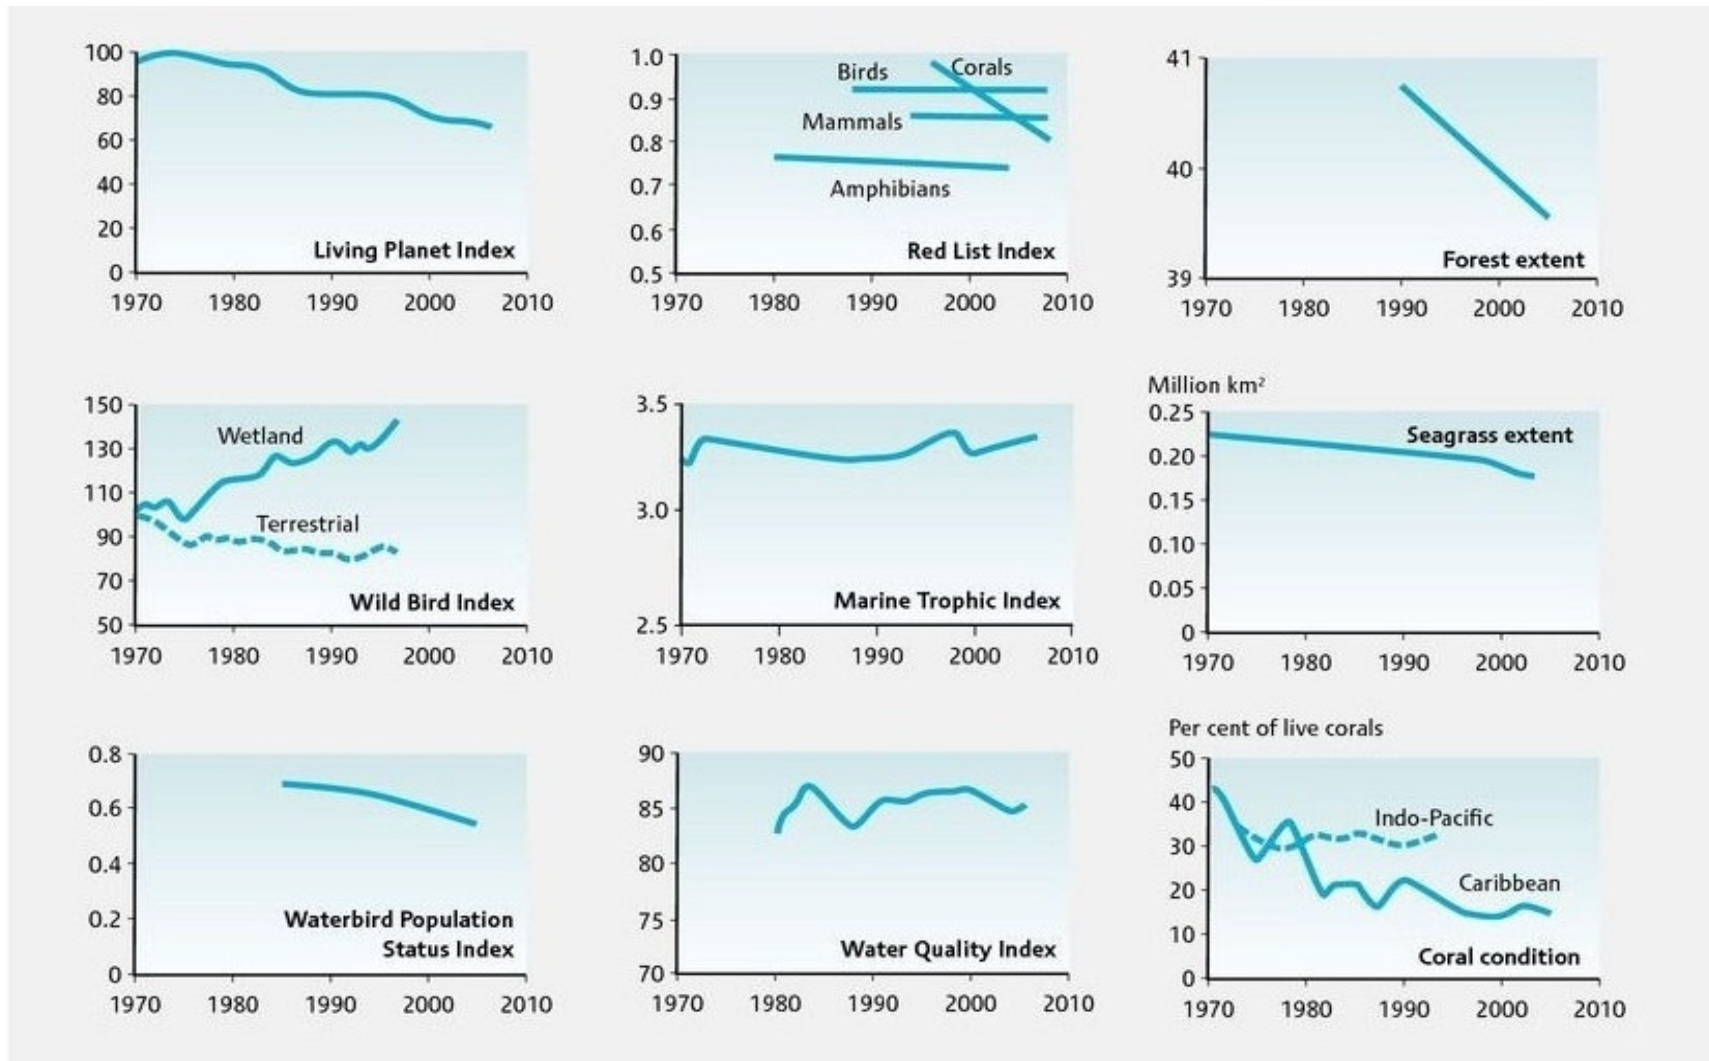 100
80
60
40
20
0
Living Planet Index
1970 1980 1990 2000 2010
1.0
0.9
0.8
0.7
0.6
0.5
Birds
Corals
Mammals
Amphibians
Red List Index
1970 1980 1990 2000 2010
41
40
39
Forest extent
1970 1980 1990 2000 2010
150
130
110
90
70
50
Wetland
Terrestrial
Wild Bird Index
1970 1980 1990 2000 2010
3.5
3.0
2.5
Marine Trophic Index
1970 1980 1990 2000 2010
Million km²
0.25
0.20
0.15
0.10
0.05
0
Seagrass extent
1970 1980 1990 2000 2010
0.8
0.6
0.4
0.2
0
Waterbird Population
Status Index
1970 1980 1990 2000 2010
90
85
80
75
70
Water Quality Index
1970 1980 1990 2000 2010
Per cent of live corals
50
40
30
20
10
0
Indo-Pacific
Caribbean
Coral condition
1970 1980 1990 2000 2010